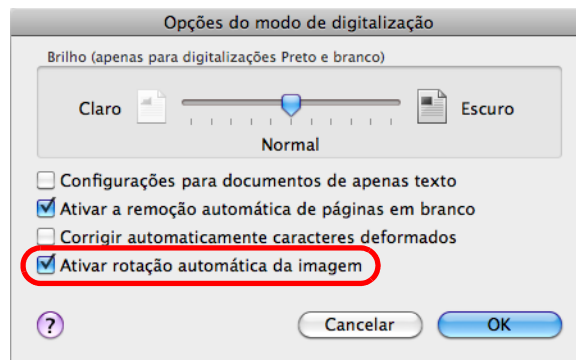 Opções do modo de digitalização
Brilho (apenas para digitalizações Preto e branco)
Claro
Escuro
Normal
Configurações para documentos de apenas texto
Ativar a remoção automática de páginas em branco
Corrigir automaticamente caracteres deformados
Ativar rotação automática da imagem
? Cancelar OK